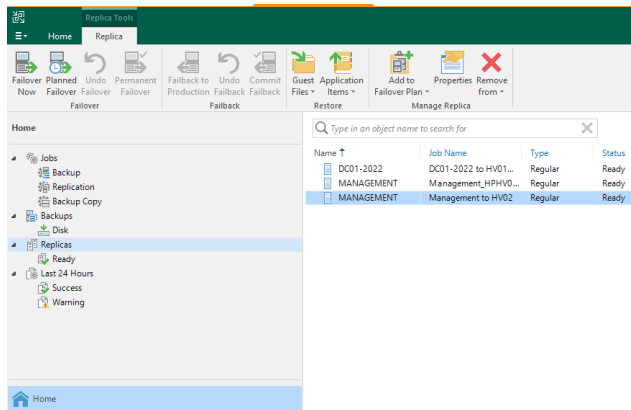 Replica Tools
Home Replica
Failover Now Planned Failover Undo Failover Permanent Failover Failback to Production Undo Failback Commit Failback Guest Files Application Items Add to Failover Plan Properties Remove from
Failover Failback Restore Manage Replica
Home
Type in an object name to search for
Name Job Name Type Status
DC01-2022 DC01-2022 to HV01... Regular Ready
MANAGEMENT Management_HPHV0... Regular Ready
MANAGEMENT Management to HV02 Regular Ready
Jobs
Backup
Replication
Backup Copy
Backups
Disk
Replicas
Ready
Last 24 Hours
Success
Warning
Home